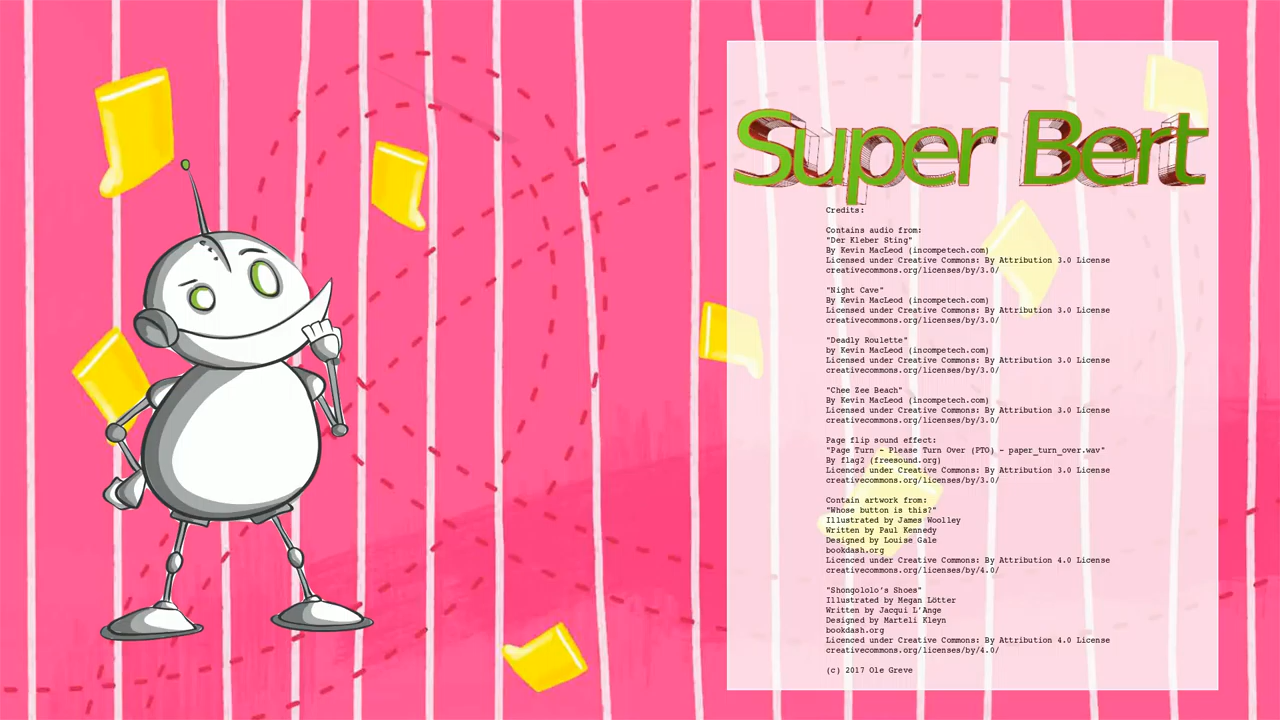 Super Bert
Credits:
Contains audio from:
"Der Kleber Sting"
By Kevin MacLeod (incompetech.com)
Licensed under Creative Commons: By Attribution 3.0 License
creativecommons.org/licenses/by/3.0/
"Night Cave"
By Kevin MacLeod (incompetech.com)
Licensed under Creative Commons: By Attribution 3.0 License
creativecommons.org/licenses/by/3.0/
"Deadly Roulette"
by Kevin MacLeod (incompetech.com)
Licensed under Creative Commons: By Attribution 3.0 License
creativecommons.org/licenses/by/3.0/
"Chee Zee Beach"
By Kevin MacLeod (incompetech.com)
Licensed under Creative Commons: By Attribution 3.0 License
creativecommons.org/licenses/by/3.0/
Page flip sound effect:
"Page Turn - Please Turn Over (PTO) - paper_turn_over.wav"
By flag2 (freesound.org)
Licenced under Creative Commons: By Attribution 3.0 License
creativecommons.org/licenses/by/3.0/
Contain artwork from:
"Whose button is this?"
Illustrated by James Woolley
Written by Paul Kennedy
Designed by Louise Gale
bookdash.org
Licenced under Creative Commons: By Attribution 4.0 License
creativecommons.org/licenses/by/4.0/
"Shongololo's Shoes"
Illustrated by Megan Lötter
Written by Jacqui L'Ange
Designed by Marteli Kleyn
bookdash.org
Licenced under Creative Commons: By Attribution 4.0 License
creativecommons.org/licenses/by/4.0/
(c) 2017 Ole Greve